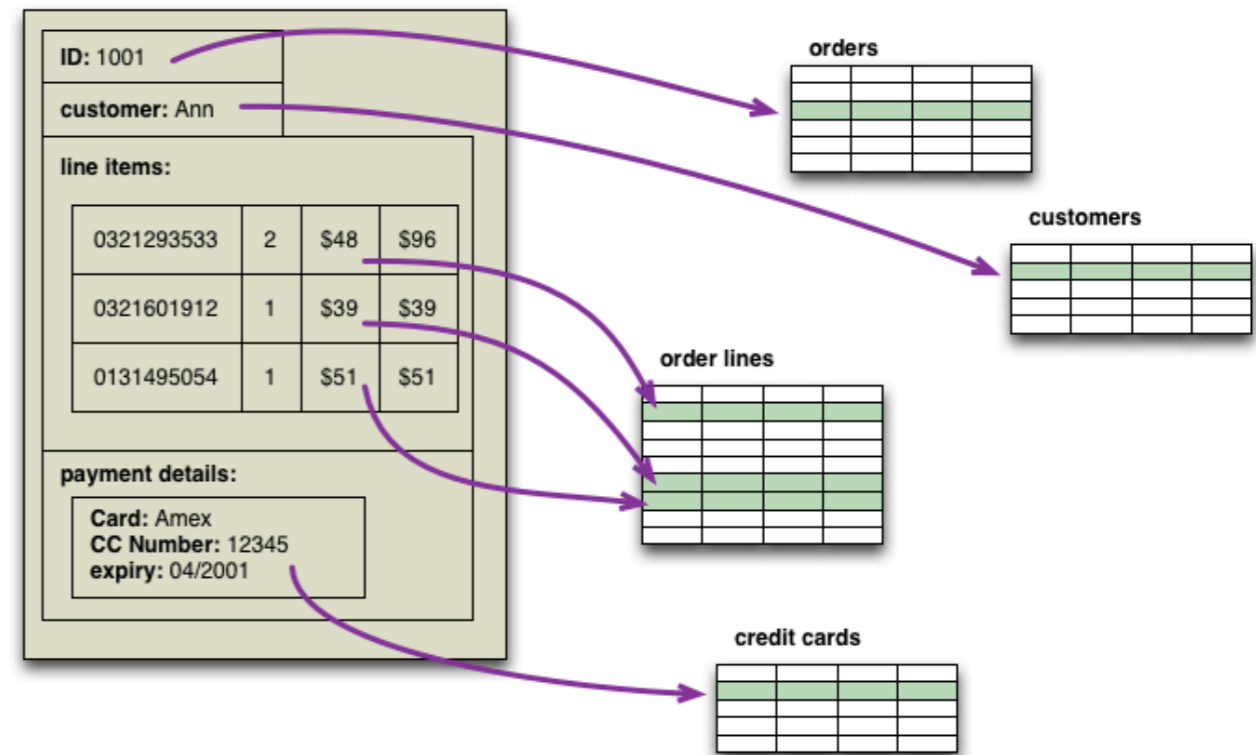 ID: 1001
customer: Ann
line items:
0321293533 2 $48 $96
0321601912 1 $39 $39
0131495054 1 $51 $51
payment details:
Card: Amex
CC Number: 12345
expiry: 04/2001
orders
customers
order lines
credit cards